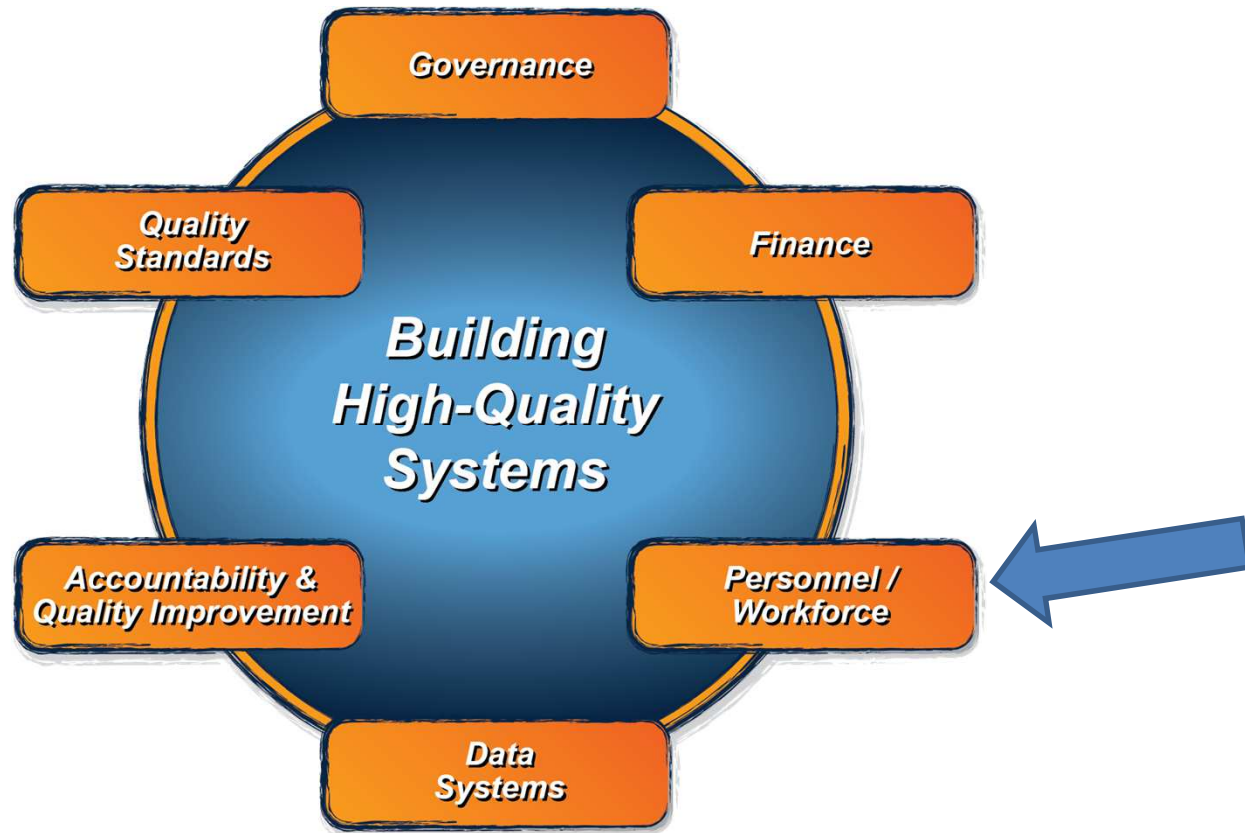 Governance
Quality
Standards
Finance
Building
High-Quality
Systems
Accountability &
Quality Improvement
Personnel /
Workforce
Data
Systems